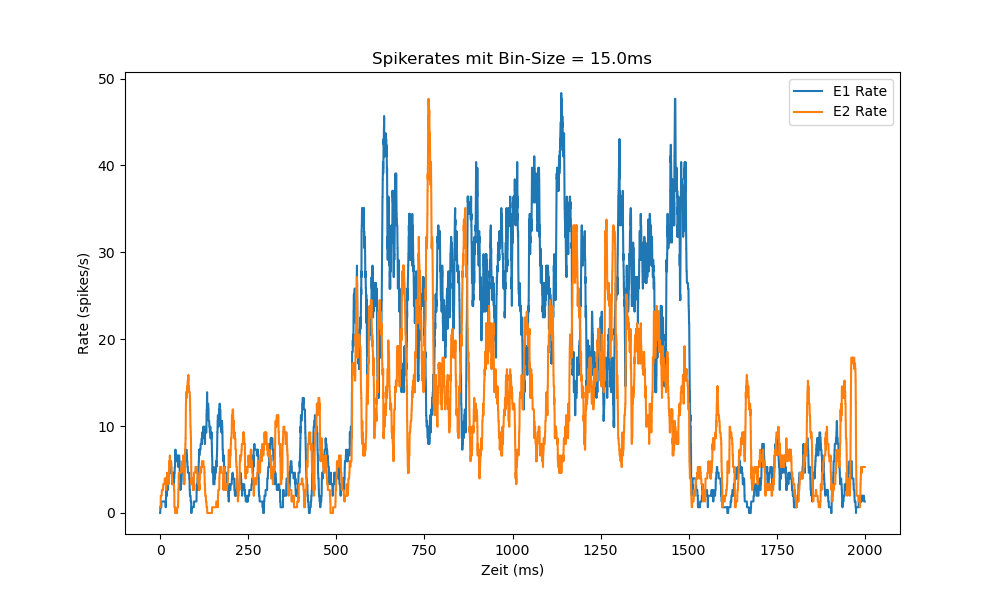 Spikerates mit Bin-Size = 15.0ms
E1 Rate
E2 Rate
50
40
30
20
10
0
Rate (spikes/s)
0 250 500 750 1000 1250 1500 1750 2000
Zeit (ms)